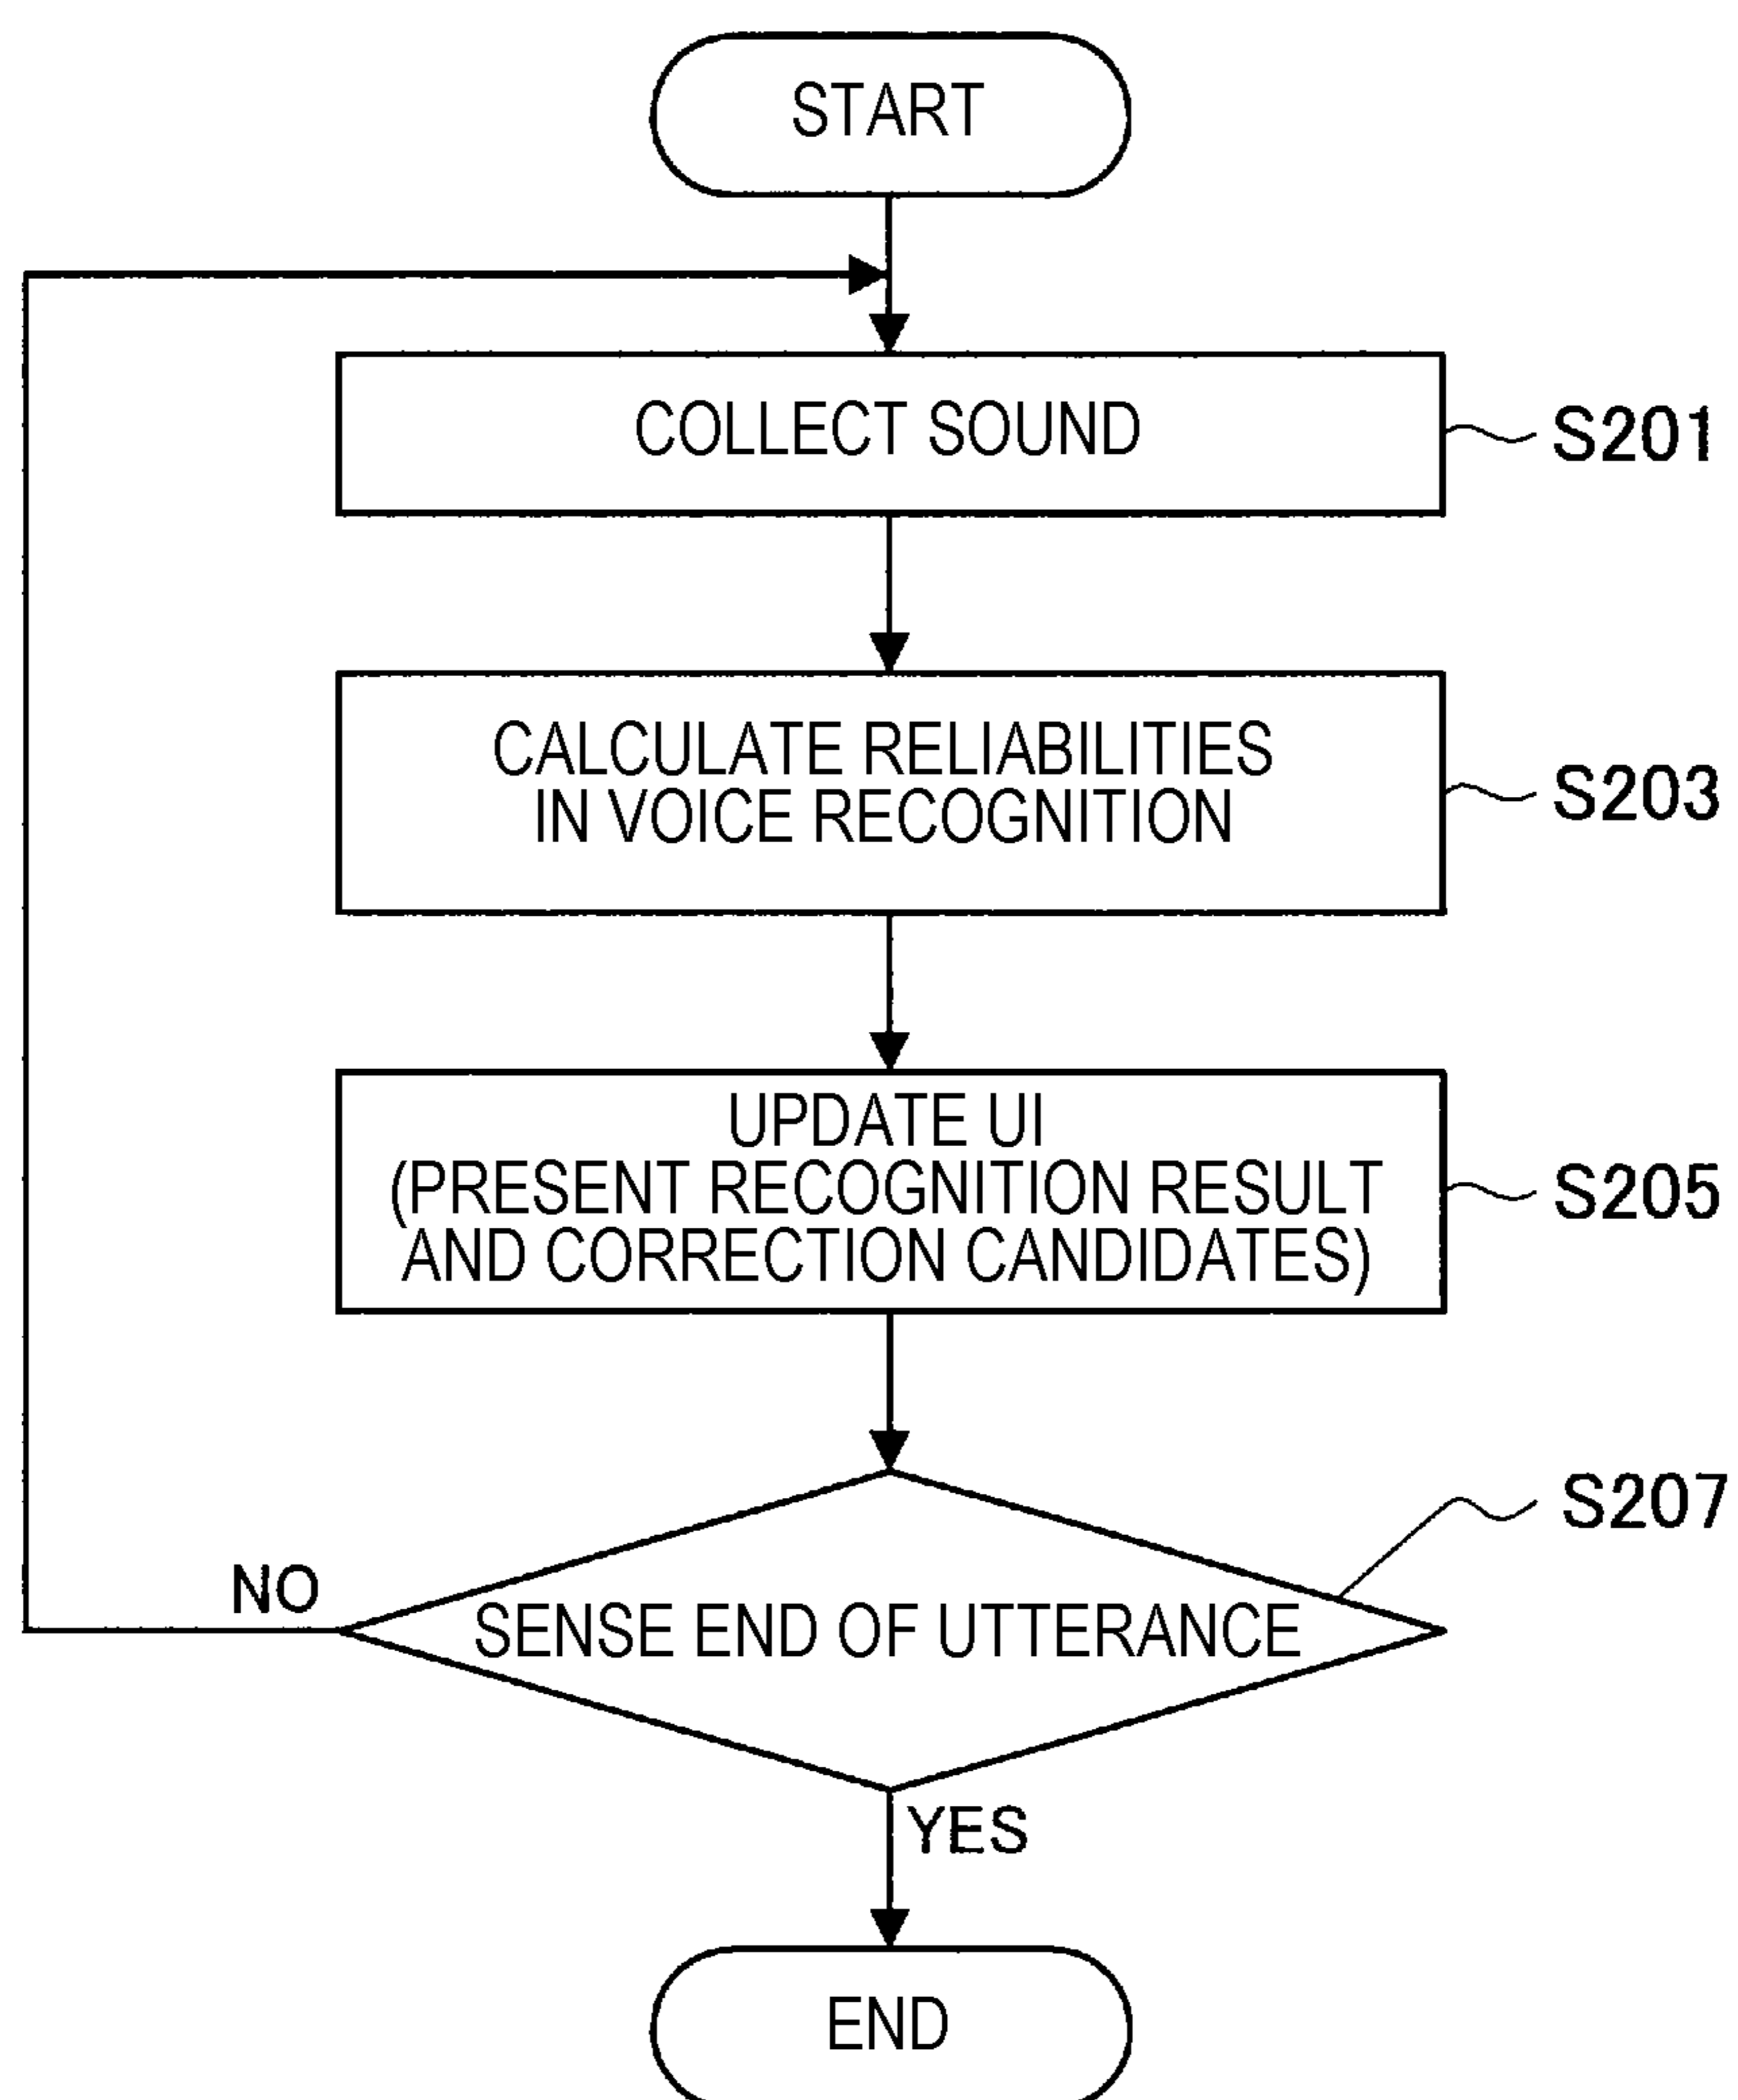 START
COLLECT SOUND
S201
CALCULATE RELIABILITIES
IN VOICE RECOGNITION
S203
UPDATE UI
(PRESENT RECOGNITION RESULT
AND CORRECTION CANDIDATES)
S205
S207
NO
SENSE END OF UTTERANCE
YES
END